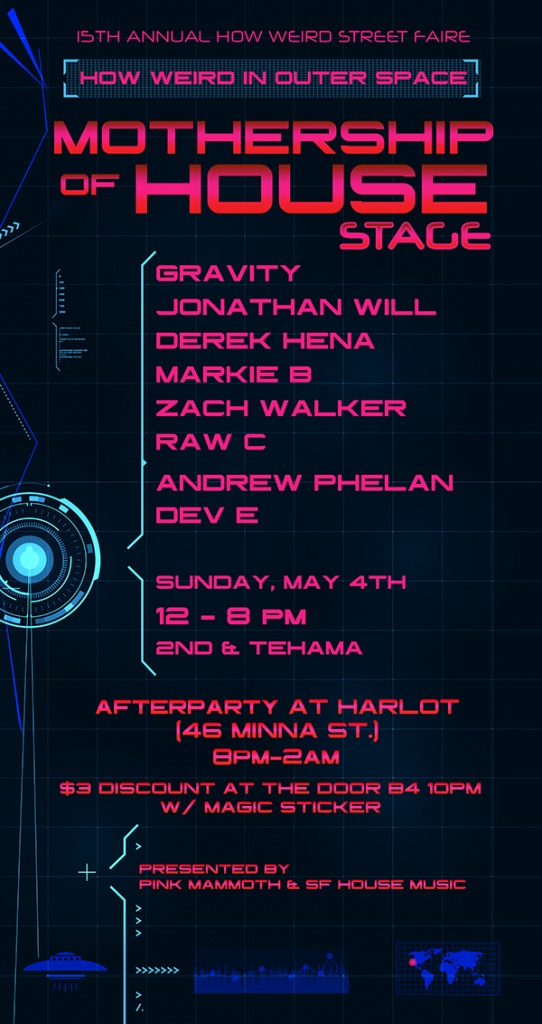 15TH ANNUAL HOW WEIRD STREET FAIRE
HOW WEIRD IN OUTER SPACE
MOTHERSHIP
OF HOUSE
STAGE
GRAVITY
JONATHAN WILL
DEREK HENA
MARKIE B
ZACH WALKER
RAW C
ANDREW PHELAN
DEV E
SUNDAY, MAY 4TH
12 - 8 PM
2ND & TEHAMA
AFTERPARTY AT HARLOT
(46 MINNA ST.)
8PM-2AM
$3 DISCOUNT AT THE DOOR B4 10PM
W/ MAGIC STICKER
PRESENTED BY
PINK MAMMOTH & SF HOUSE MUSIC